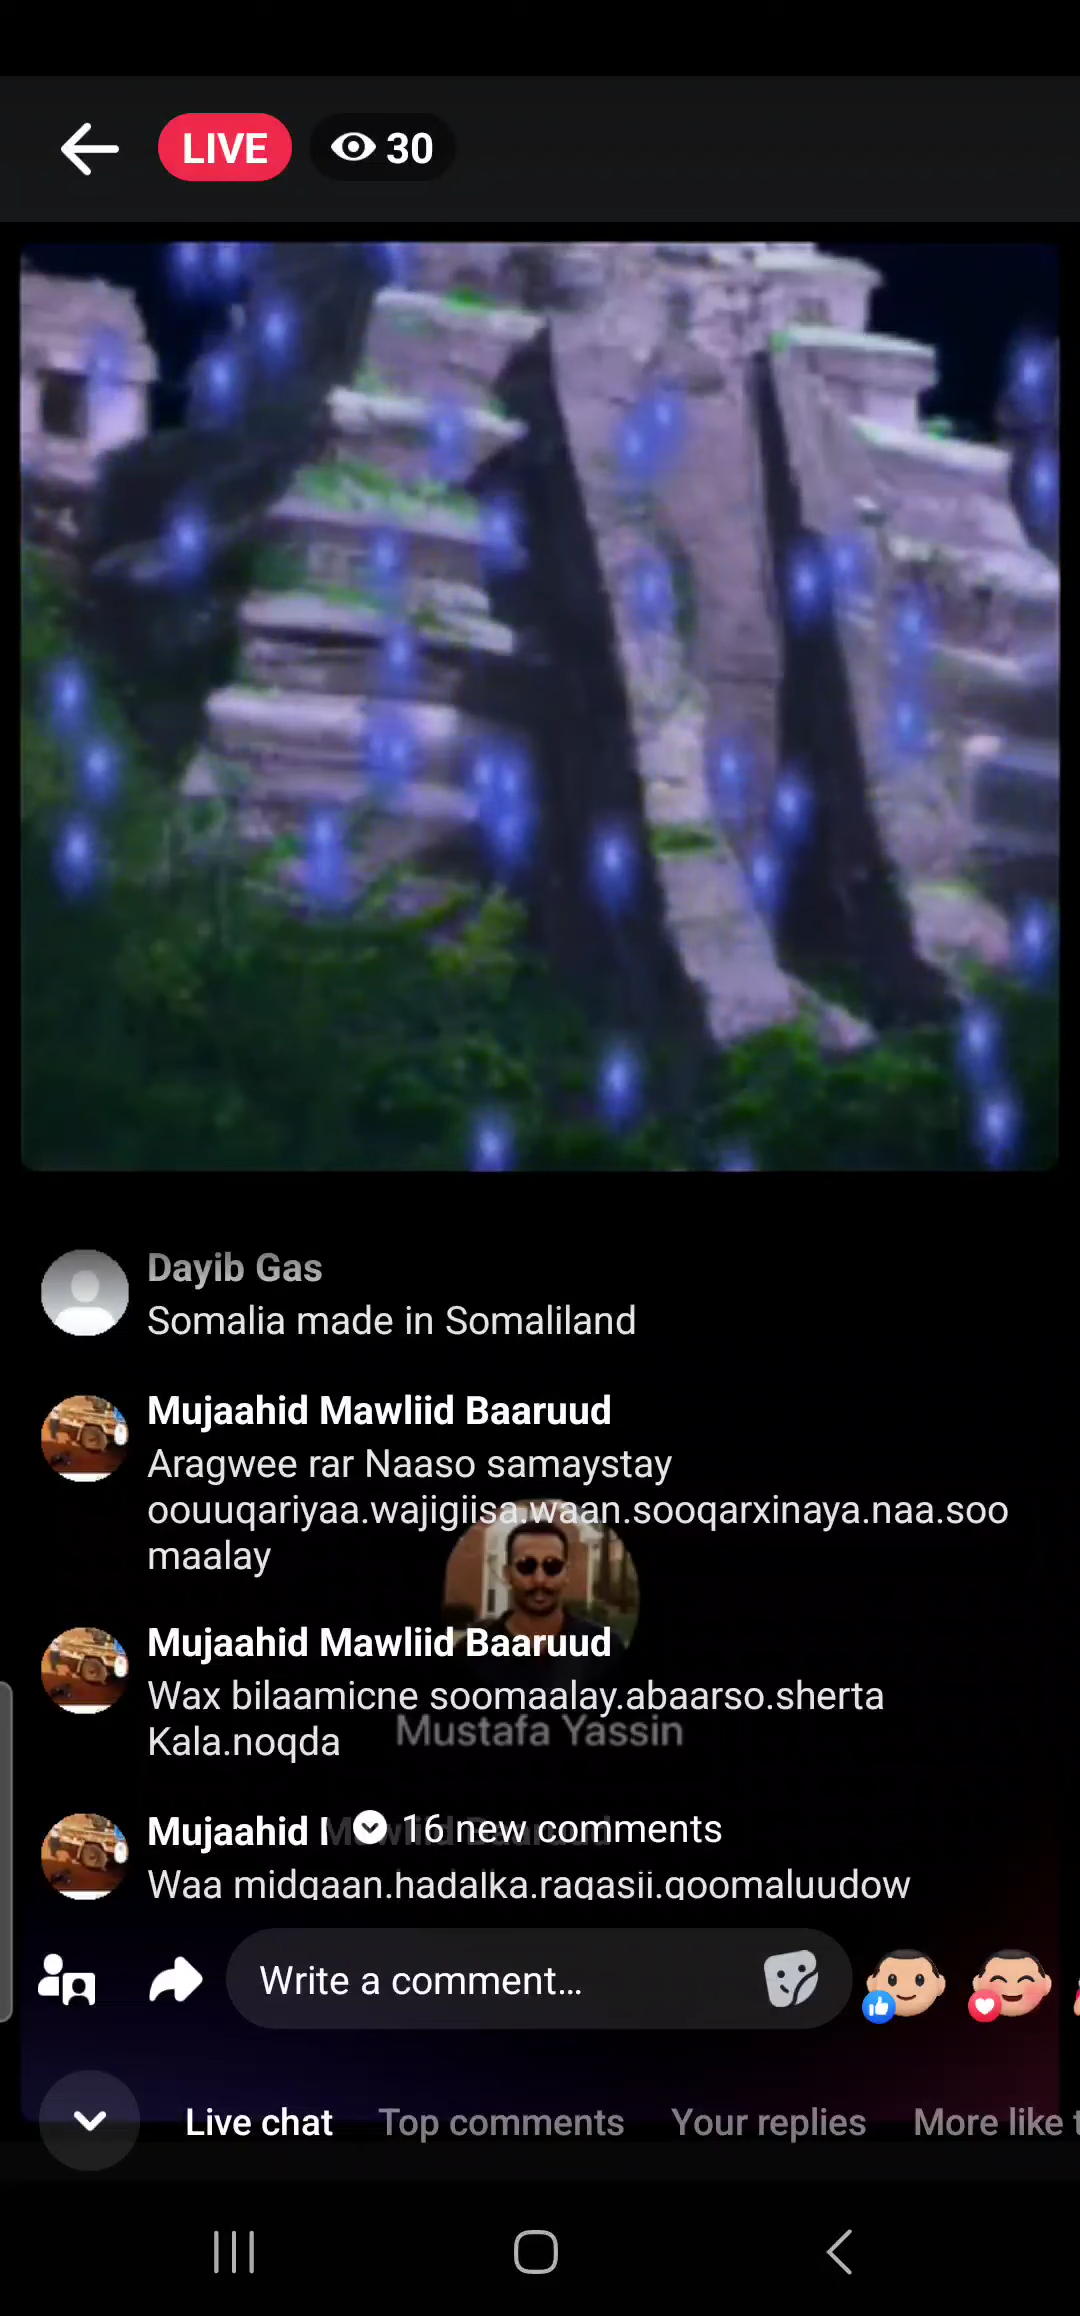 LIVE 30
Dayib Gas
Somalia made in Somaliland
Mujaahid Mawliid Baaruud
Aragwee rar Naaso samaystay
oouuqariyaa.wajigiisa.waan.sooqarxinaya.naa.soo
maalay
Mujaahid Mawliid Baaruud
Wax bilaamicne soomaalay.abaarso.sherta
Kala.noqda
Mustafa Yassin
Mujaahid
16 new comments
Waa midgaan.hadalka.ragasii.goomaluudow
Write a comment...
Live chat Top comments Your replies More like